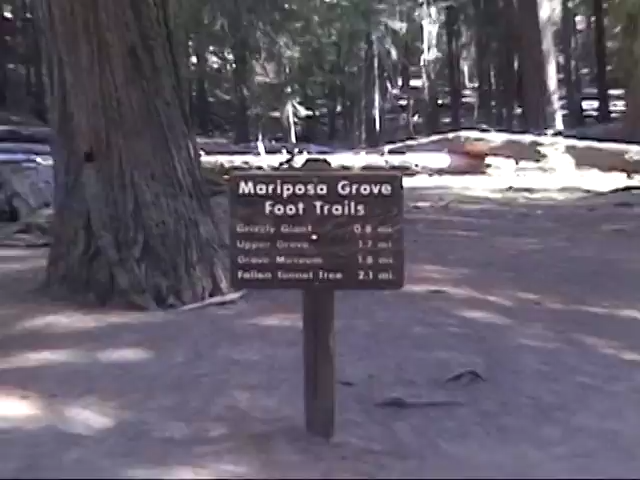 Mariposa Grove
Foot Trails
Grizzly Giant 0.8 mi.
Upper Grove 1.7 mi.
Grove Museum 1.8 mi.
Fallen Tunnel Tree 2.1 mi.